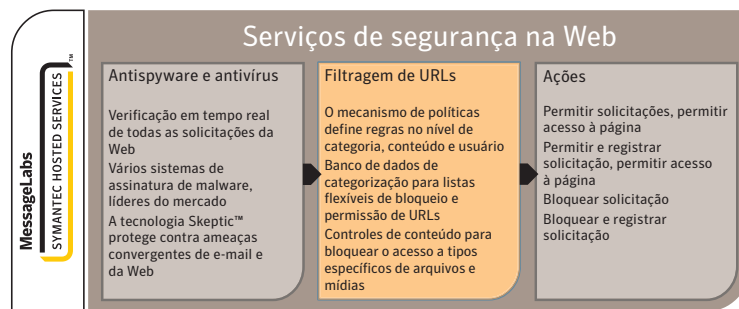 MessageLabs
SYMANTEC HOSTED SERVICES ™
Serviços de segurança na Web
Antispyware e antivírus
Verificação em tempo real
de todas as solicitações da
Web
Vários sistemas de
assinatura de malware,
líderes do mercado
A tecnologia Skeptic™
protege contra ameaças
convergentes de e-mail e
da Web
Filtragem de URLs
O mecanismo de políticas
define regras no nível de
categoria, conteúdo e usuário
Banco de dados de
categorização para listas
flexíveis de bloqueio e
permissão de URLs
Controles de conteúdo para
bloquear o acesso a tipos
específicos de arquivos e
mídias
Ações
Permitir solicitações, permitir
acesso à página
Permitir e registrar
solicitação, permitir acesso
à página
Bloquear solicitação
Bloquear e registrar
solicitação